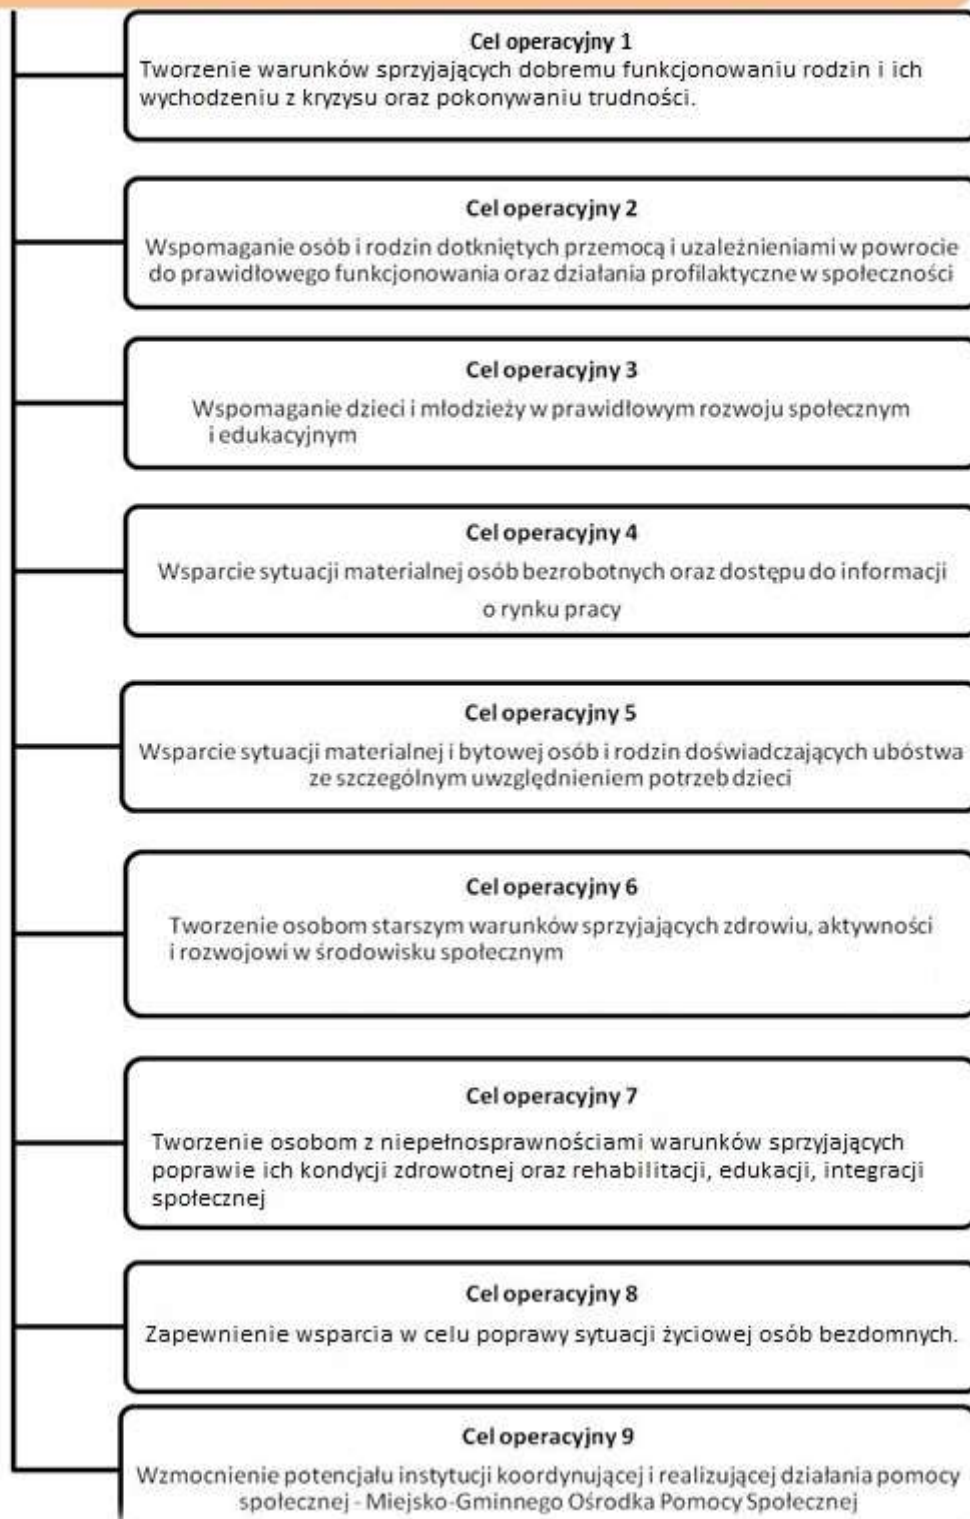 Cel operacyjny 1
Tworzenie warunków sprzyjających dobremu funkcjonowaniu rodzin i ich
wychodzeniu z kryzysu oraz pokonywaniu trudności.
Cel operacyjny 2
Wspomaganie osób i rodzin dotkniętych przemocą i uzależnieniami w powrocie
do prawidłowego funkcjonowania oraz działania profilaktyczne w społeczności
Cel operacyjny 3
Wspomaganie dzieci i młodzieży w prawidłowym rozwoju społecznym
i edukacyjnym
Cel operacyjny 4
Wsparcie sytuacji materialnej osób bezrobotnych oraz dostępu do informacji
o rynku pracy
Cel operacyjny 5
Wsparcie sytuacji materialnej i bytowej osób i rodzin doświadczających ubóstwa
ze szczególnym uwzględnieniem potrzeb dzieci
Cel operacyjny 6
Tworzenie osobom starszym warunków sprzyjających zdrowiu, aktywności
i rozwojowi w środowisku społecznym
Cel operacyjny 7
Tworzenie osobom z niepełnosprawnościami warunków sprzyjających
poprawie ich kondycji zdrowotnej oraz rehabilitacji, edukacji, integracji
społecznej
Cel operacyjny 8
Zapewnienie wsparcia w celu poprawy sytuacji życiowej osób bezdomnych.
Cel operacyjny 9
Wzmocnienie potencjału instytucji koordynującej i realizującej działania pomocy
społecznej - Miejsko-Gminnego Ośrodka Pomocy Społecznej